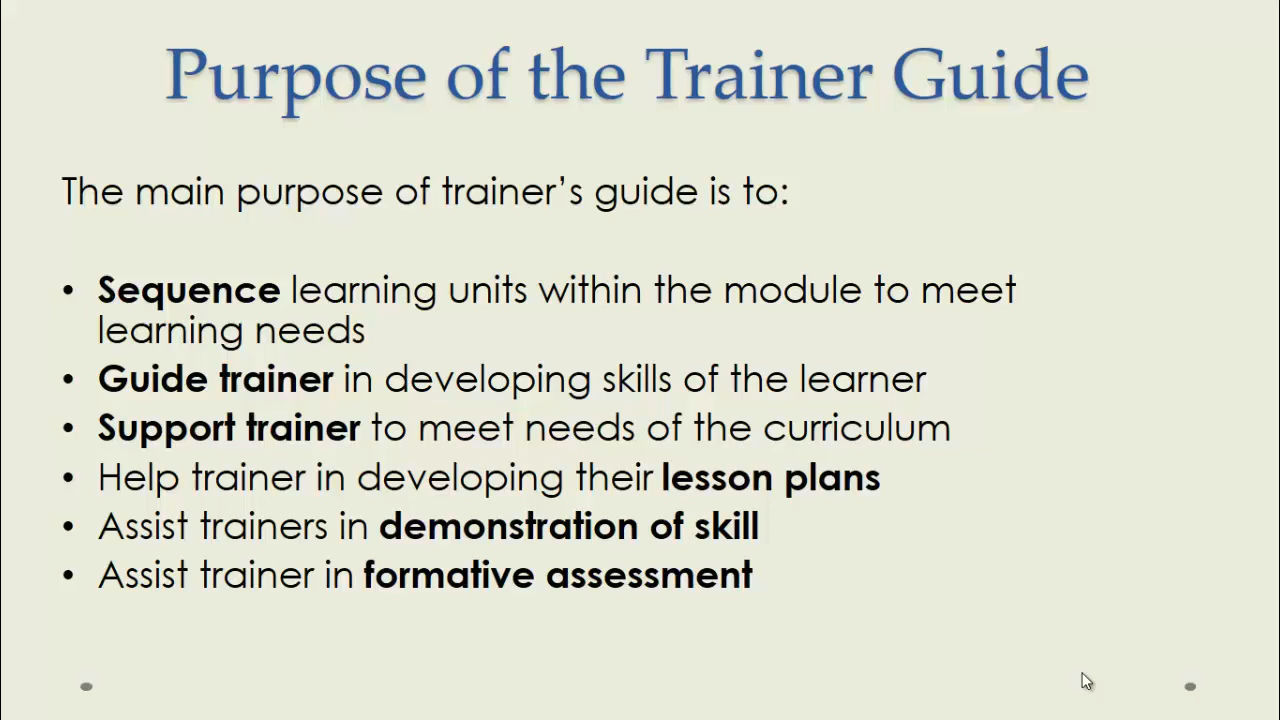 Purpose of the Trainer Guide
The main purpose of trainer’s guide is to:
• Sequence learning units within the module to meet
learning needs
• Guide trainer in developing skills of the learner
• Support trainer to meet needs of the curriculum
• Help trainer in developing their lesson plans
• Assist trainers in demonstration of skill
• Assist trainer in formative assessment